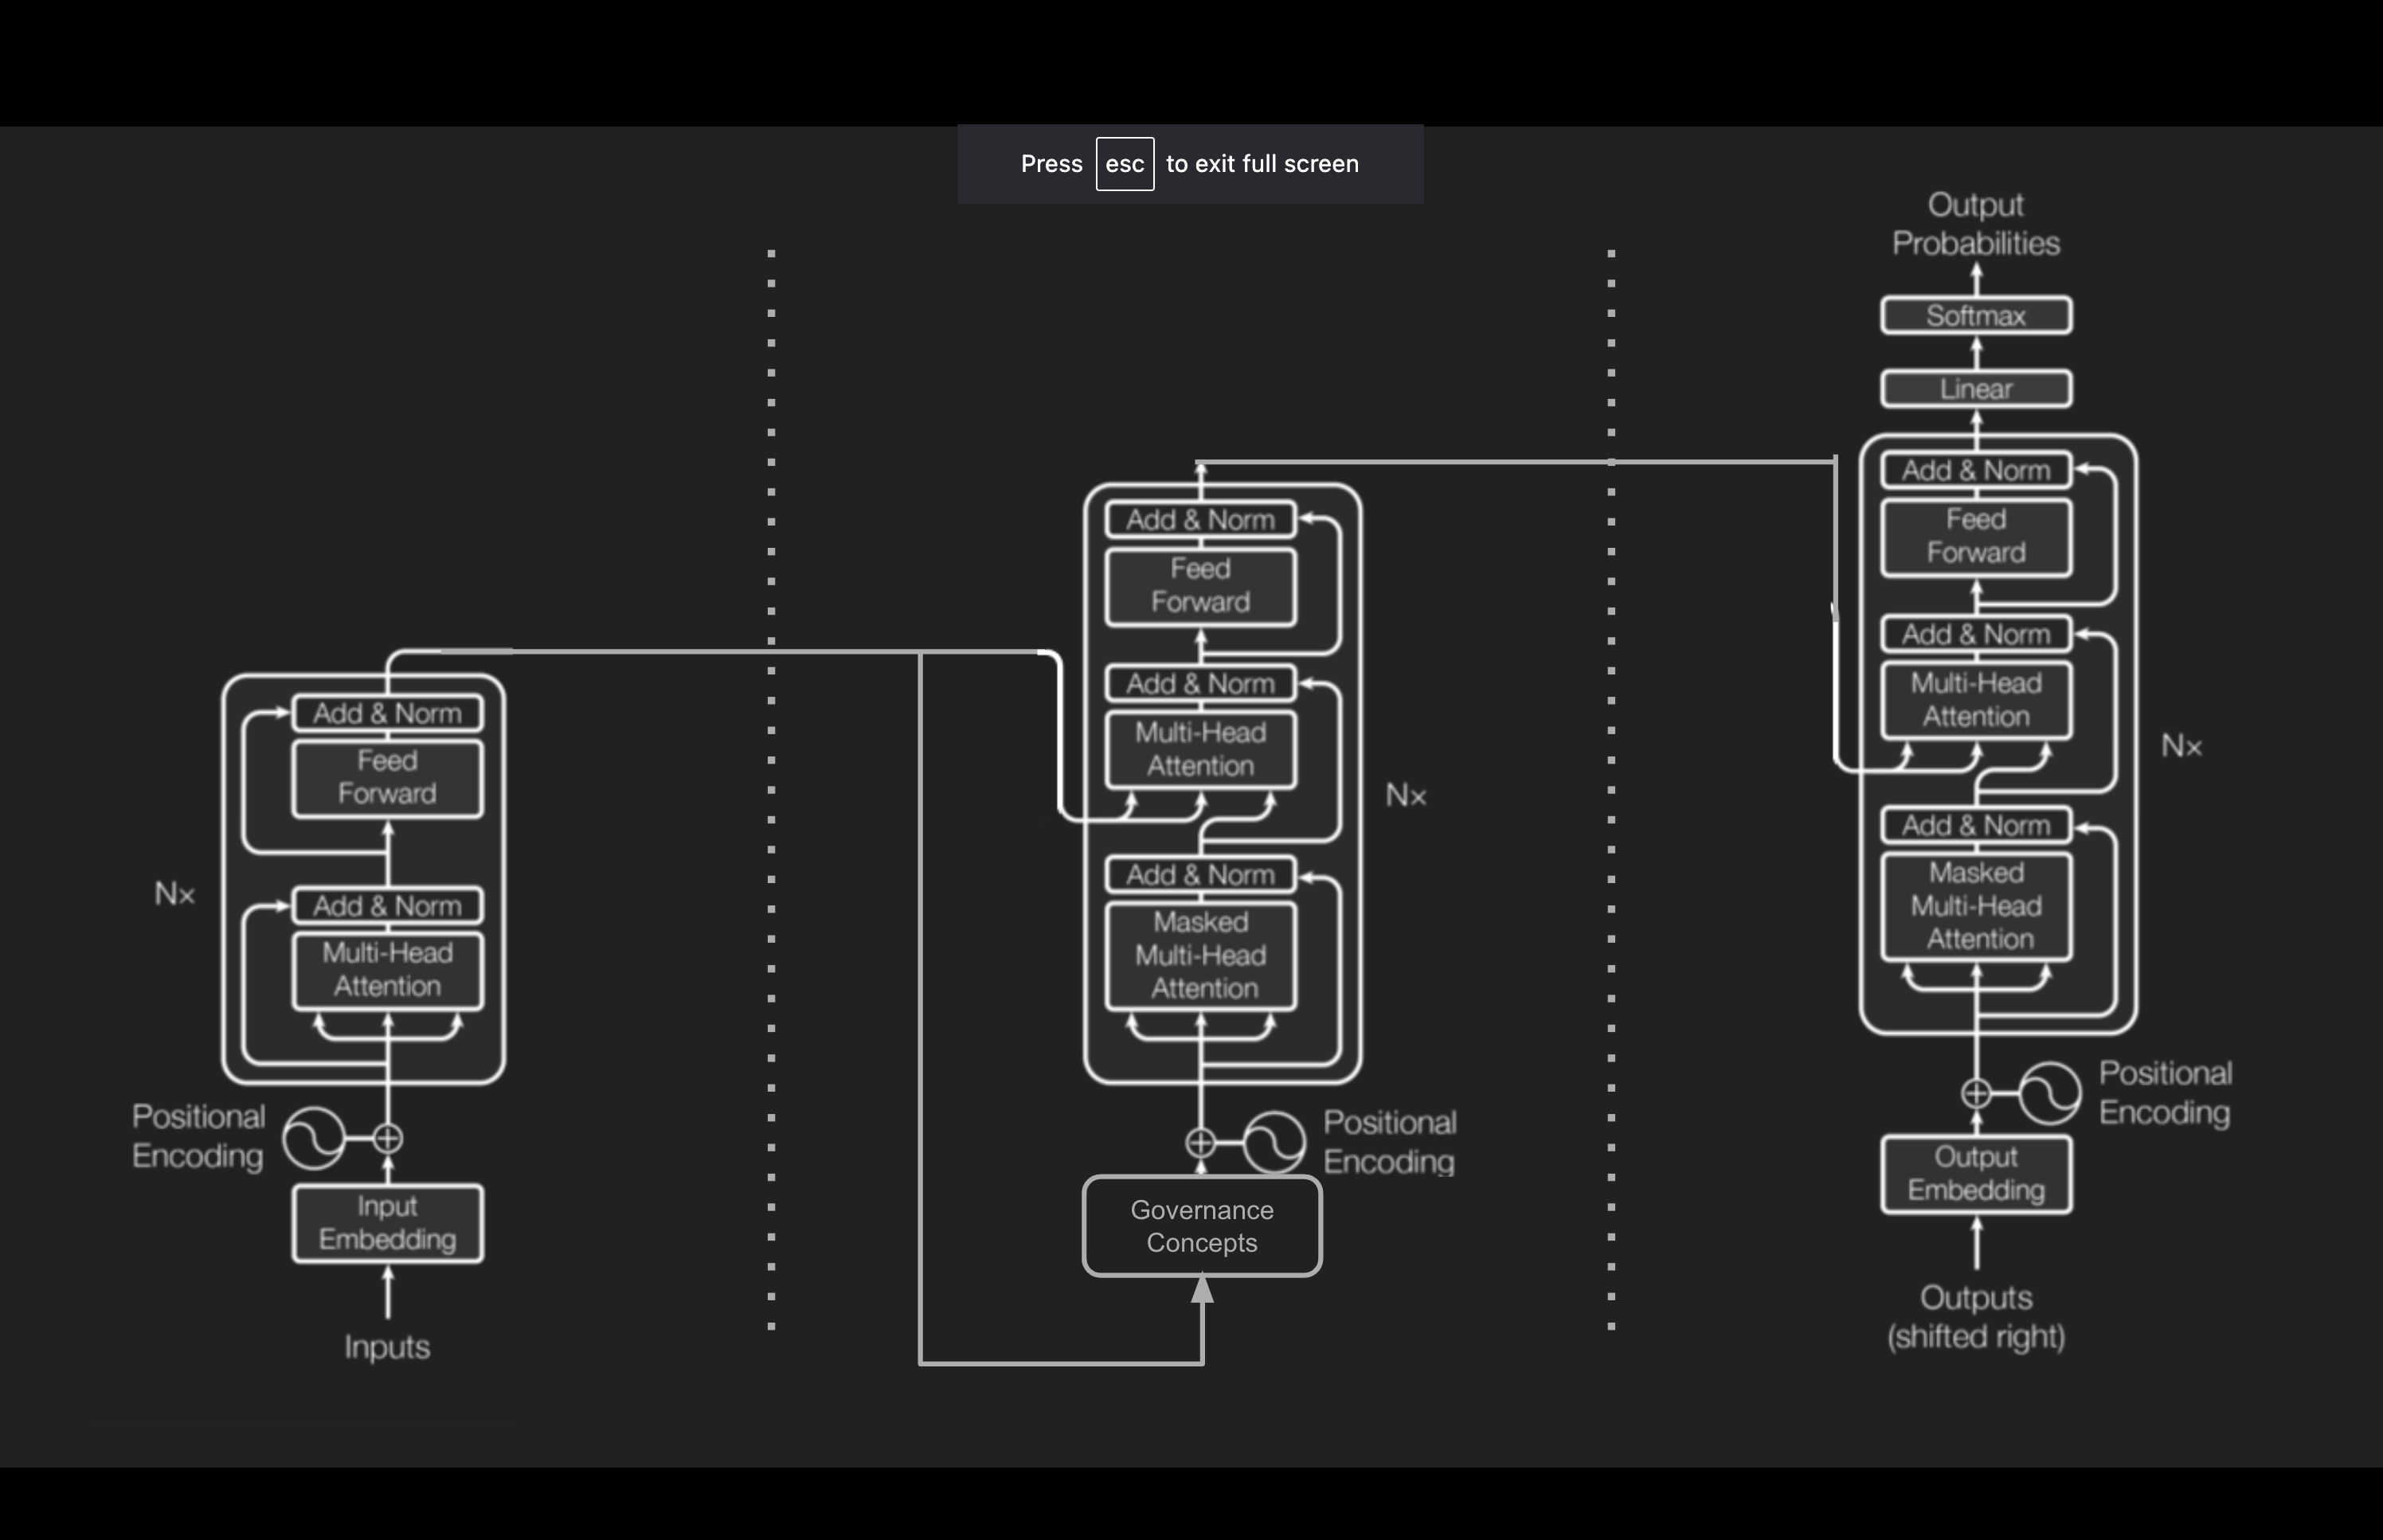 Press esc to exit full screen
Add & Norm
Feed
Forward
Add & Norm
Multi-Head
Attention
Nx
Positional
Encoding
Input
Embedding
Inputs
Add & Norm
Feed
Forward
Add & Norm
Multi-Head
Attention
Nx
Add & Norm
Masked
Multi-Head
Attention
Positional
Encoding
Governance
Concepts
Output
Probabilities
Softmax
Linear
Add & Norm
Feed
Forward
Add & Norm
Multi-Head
Attention
Nx
Add & Norm
Masked
Multi-Head
Attention
Positional
Encoding
Output
Embedding
Outputs
(shifted right)